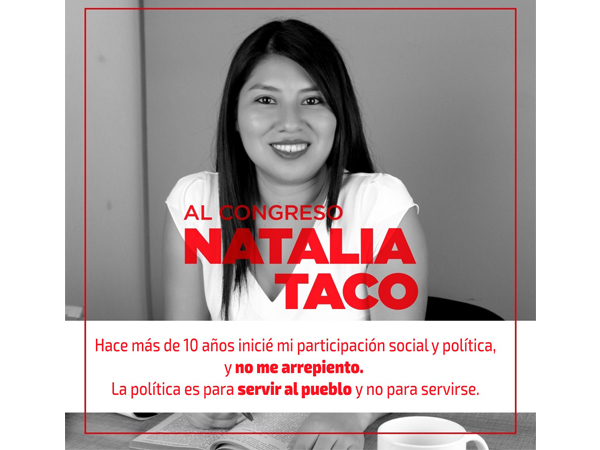 AL CONGRESO
NATALIA
TACO
Hace más de 10 años inicié mi participación social y política,
y no me arrepiento.
La política es para servir al pueblo y no para servirse.